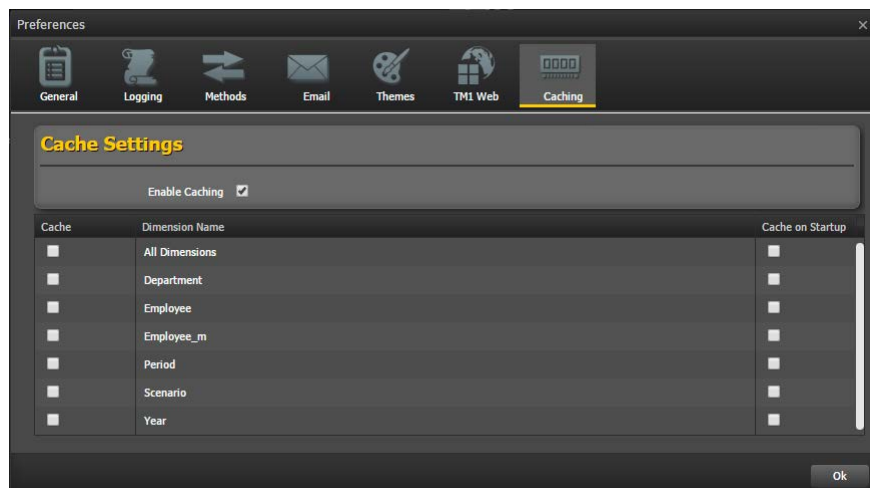 Preferences
General Logging Methods Email Themes TM1 Web Caching
Cache Settings
Enable Caching
Cache Dimension Name Cache on Startup
All Dimensions
Department
Employee
Employee_m
Period
Scenario
Year
Ok